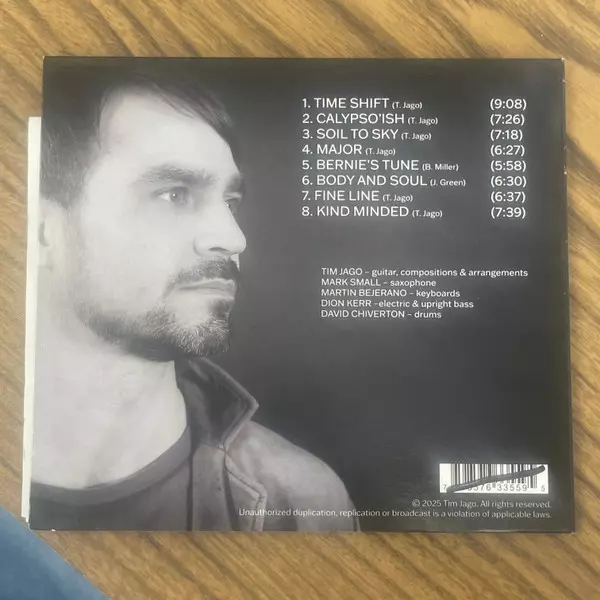 1. TIME SHIFT (T. Jago) (9:08)
2. CALYPSO'ISH (T. Jago) (7:26)
3. SOIL TO SKY (T. Jago) (7:18)
4. MAJOR (T. Jago) (6:27)
5. BERNIE'S TUNE (B. Miller) (5:58)
6. BODY AND SOUL (J. Green) (6:30)
7. FINE LINE (T. Jago) (6:37)
8. KIND MINDED (T. Jago) (7:39)
TIM JAGO – guitar, compositions & arrangements
MARK SMALL – saxophone
MARTIN BEJERANO – keyboards
DION KERR –electric & upright bass
DAVID CHIVERTON – drums
© 2025 Tim Jago. All rights reserved.
Unauthorized duplication, replication or broadcast is a violation of applicable laws.